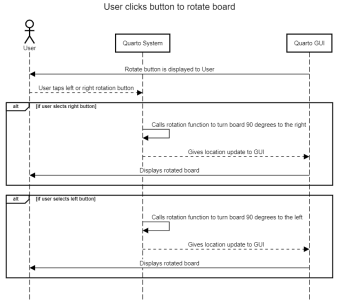 User clicks button to rotate board
User
Quarto System
Quarto GUI
Rotate button is displayed to User
User taps left or right rotation button
alt
[if user slects right button]
Calls rotation function to turn board 90 degrees to the right
Gives location update to GUI
Displays rotated board
alt
[if user selects left button]
Calls rotation function to turn board 90 degrees to the left
Gives location update to GUI
Displays rotated board